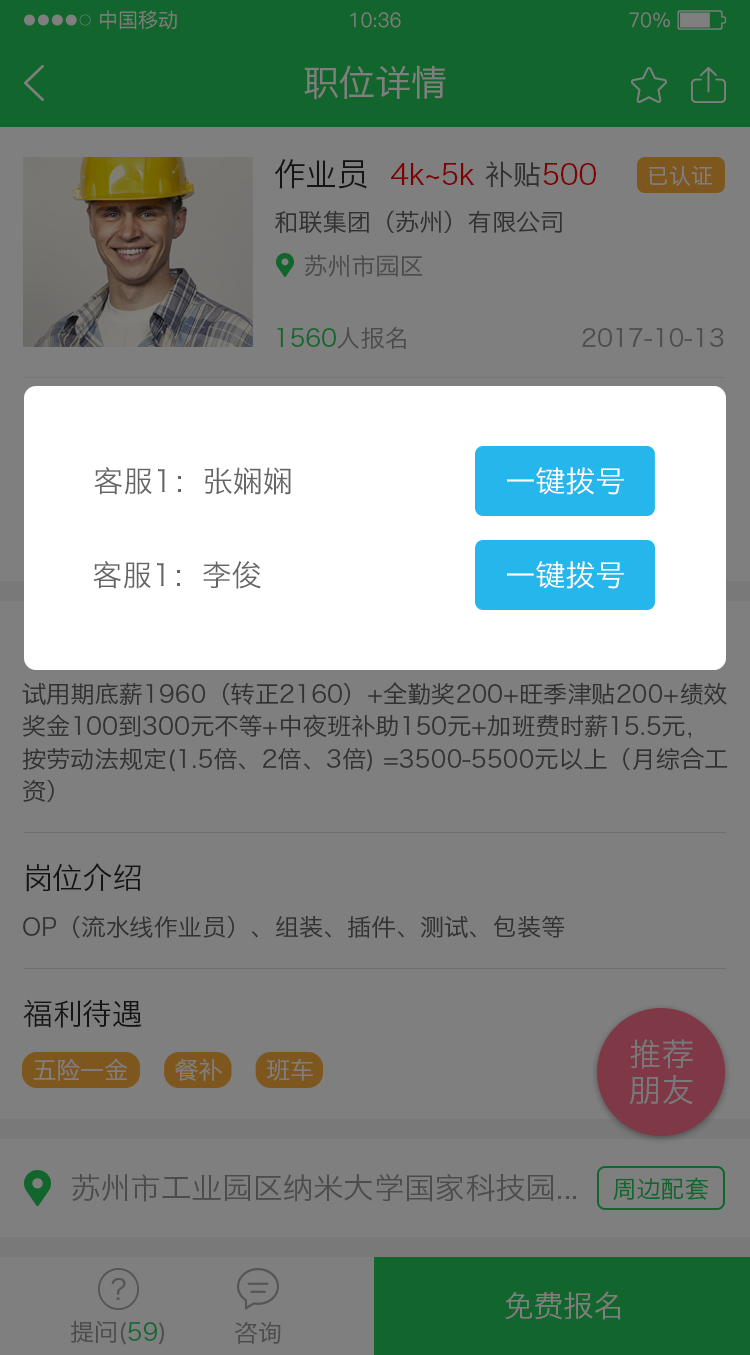 中国移动 10:36 70%
职位详情
作业员 4k~5k 补贴500 已认证
和联集团（苏州）有限公司
苏州市园区
1560人报名 2017-10-13
客服1：张娴娴 一键拨号
客服1：李俊 一键拨号
试用期底薪1960（转正2160）+全勤奖200+旺季津贴200+绩效
奖金100到300元不等+中夜班补助150元+加班费时薪15.5元，
按劳动法规定(1.5倍、2倍、3倍) =3500-5500元以上（月综合工
资）
岗位介绍
OP（流水线作业员）、组装、插件、测试、包装等
福利待遇
五险一金 餐补 班车
推荐
朋友
苏州市工业园区纳米大学国家科技园... 周边配套
提问(59) 咨询 免费报名